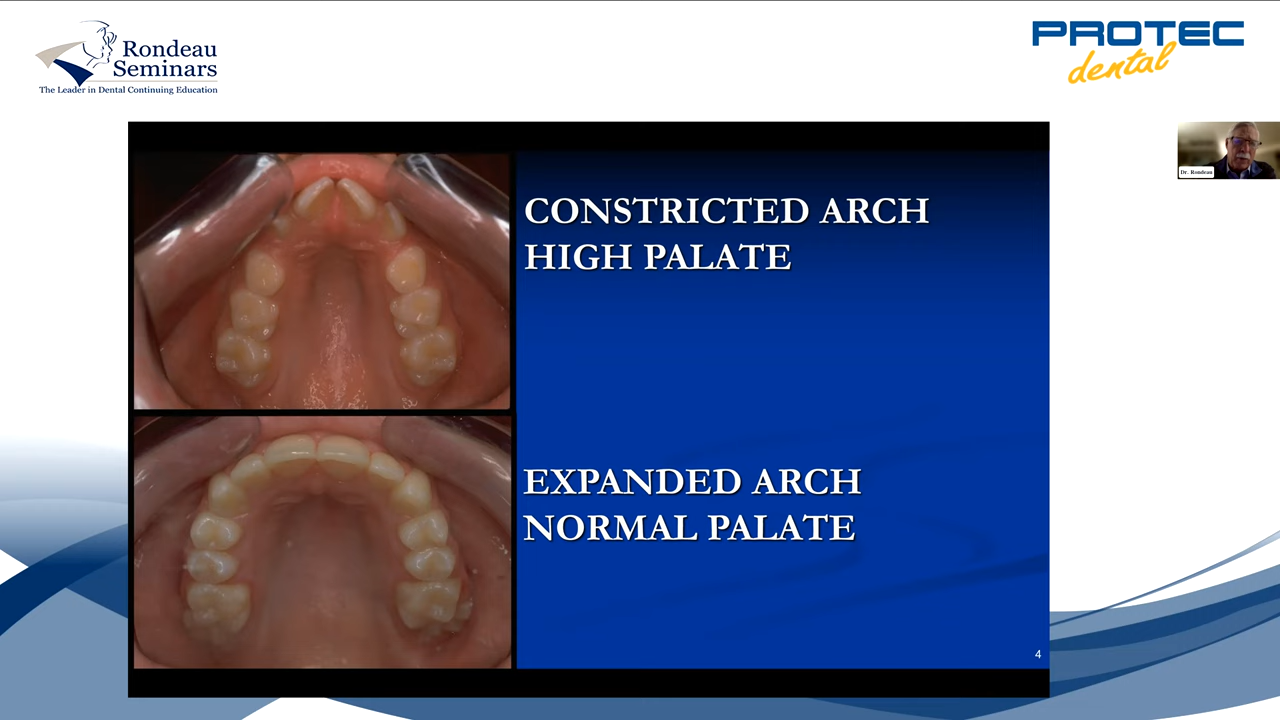 Rondeau
Seminars
The Leader in Dental Continuing Education
PROTEC
dental
Dr. Rondeau
CONSTRICTED ARCH
HIGH PALATE
EXPANDED ARCH
NORMAL PALATE
4